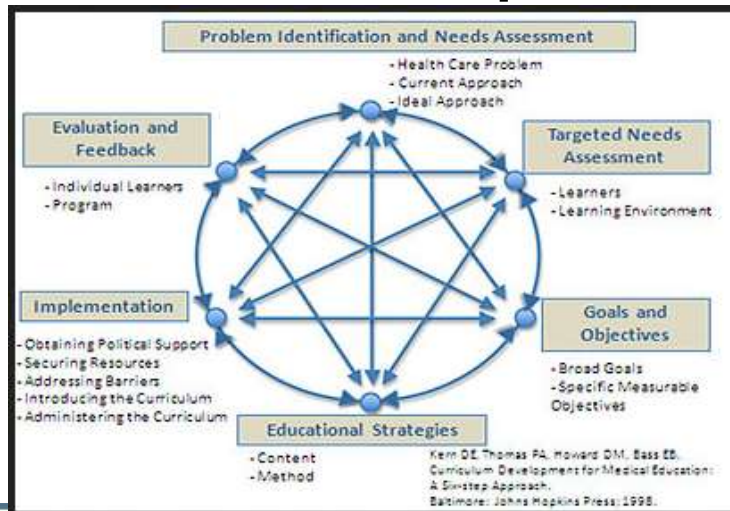 Problem Identification and Needs Assessment
- Health Care Problem
- Current Approach
- Ideal Approach
Evaluation and
Feedback
- Individual Learners
- Program
Targeted Needs
Assessment
- Learners
- Learning Environment
Implementation
- Obtaining Political Support
- Securing Resources
- Addressing Barriers
- Introducing the Curriculum
- Administering the Curriculum
Goals and
Objectives
- Broad Goals
- Specific Measurable
Objectives
Educational Strategies
- Content
- Method
Kern DE, Thomas PA, Howard DM, Bass EB.
Curriculum Development for Medical Education:
A Six-step Approach.
Baltimore: Johns Hopkins Press; 1998.